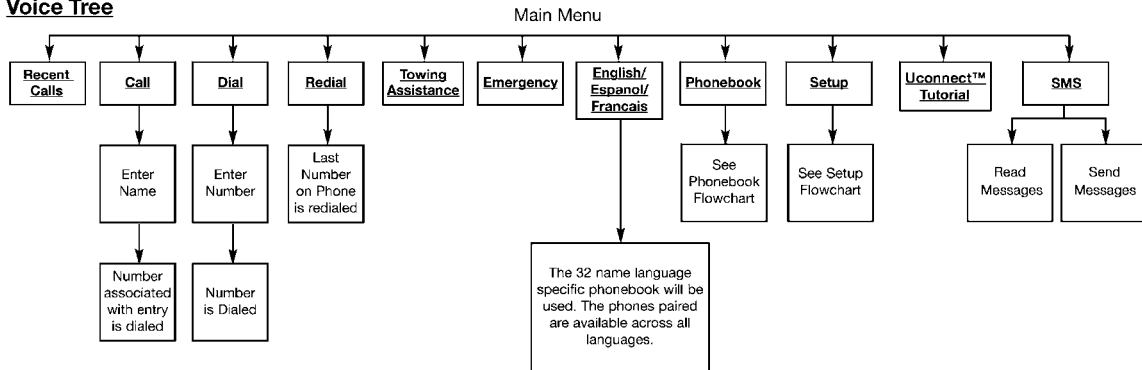 Voice Tree
Main Menu
Recent
Calls
Call
Dial
Redial
Towing
Assistance
Emergency
English/
Espanol/
Francais
Phonebook
Setup
Uconnect™
Tutorial
SMS
Enter
Name
Enter
Number
Last
Number
on Phone
is redialed
See
Phonebook
Flowchart
See Setup
Flowchart
Read
Messages
Send
Messages
Number
associated
with entry
is dialed
Number
is Dialed
The 32 name language
specific phonebook will be
used. The phones paired
are available across all
languages.